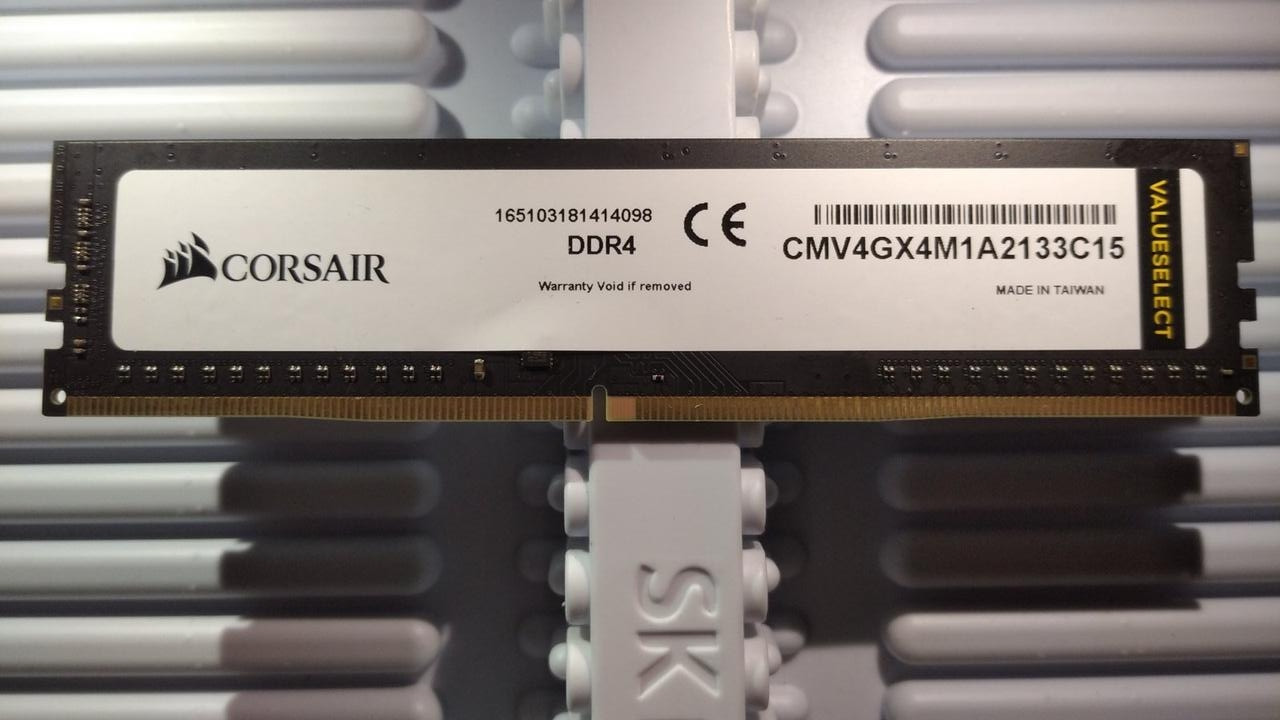 CORSAIR
165103181414098
DDR4
Warranty Void if removed
CE
CMV4GX4M1A2133C15
MADE IN TAIWAN
VALUESELECT
SK